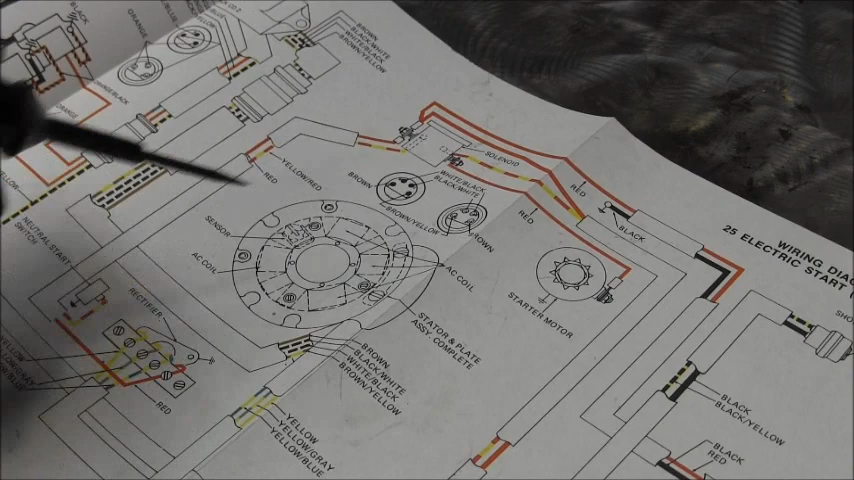 BLACK
ORANGE
BROWN
BLACK/WHITE
WHITE/BLACK
BROWN/YELLOW
ORANGE
SOLENOID
YELLOW/RED
RED
BROWN
WHITE/BLACK
BLACK/WHITE
BROWN/YELLOW
BROWN
RED
RED
BLACK
WIRING DIAG
25 ELECTRIC START
SENSOR
AC COIL
AC COIL
NEUTRAL START
SWITCH
STARTER MOTOR
RECTIFIER
STATOR & PLATE
ASSY. COMPLETE
BROWN
BLACK/WHITE
WHITE/BLACK
BROWN/YELLOW
RED
YELLOW
YELLOW/GRAY
YELLOW/BLUE
BLACK
BLACK/YELLOW
BLACK
RED